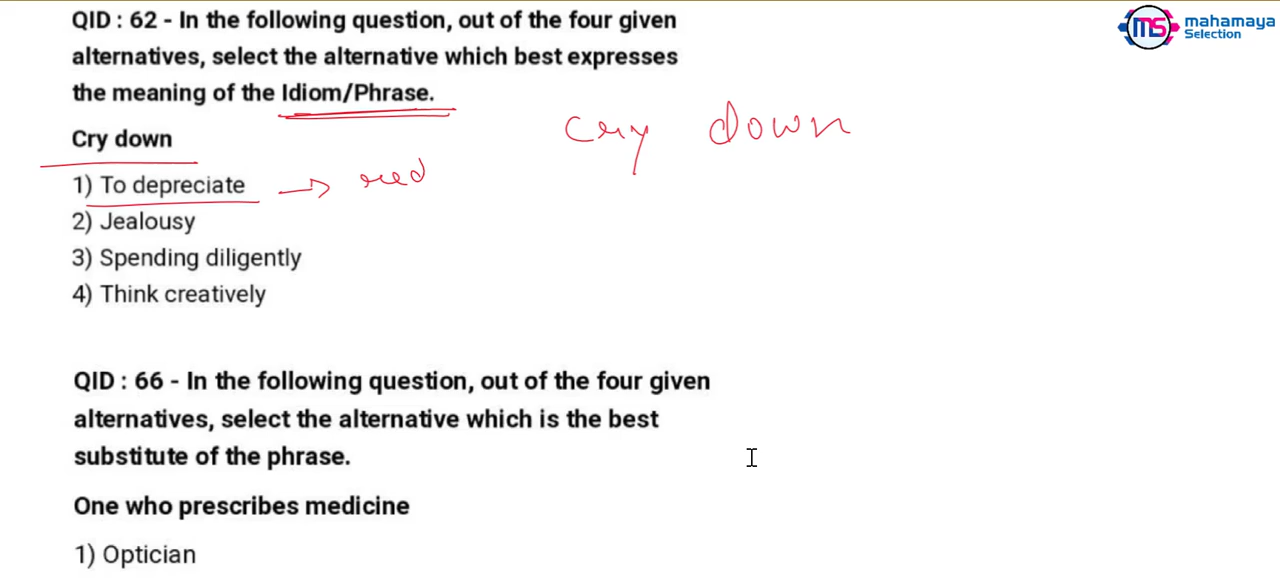 QID : 62 - In the following question, out of the four given
alternatives, select the alternative which best expresses
the meaning of the Idiom/Phrase.
mahamaya
Selection
MS
Cry down
cry down
1) To depreciate → red
2) Jealousy
3) Spending diligently
4) Think creatively
QID : 66 - In the following question, out of the four given
alternatives, select the alternative which is the best
substitute of the phrase.
One who prescribes medicine
1) Optician